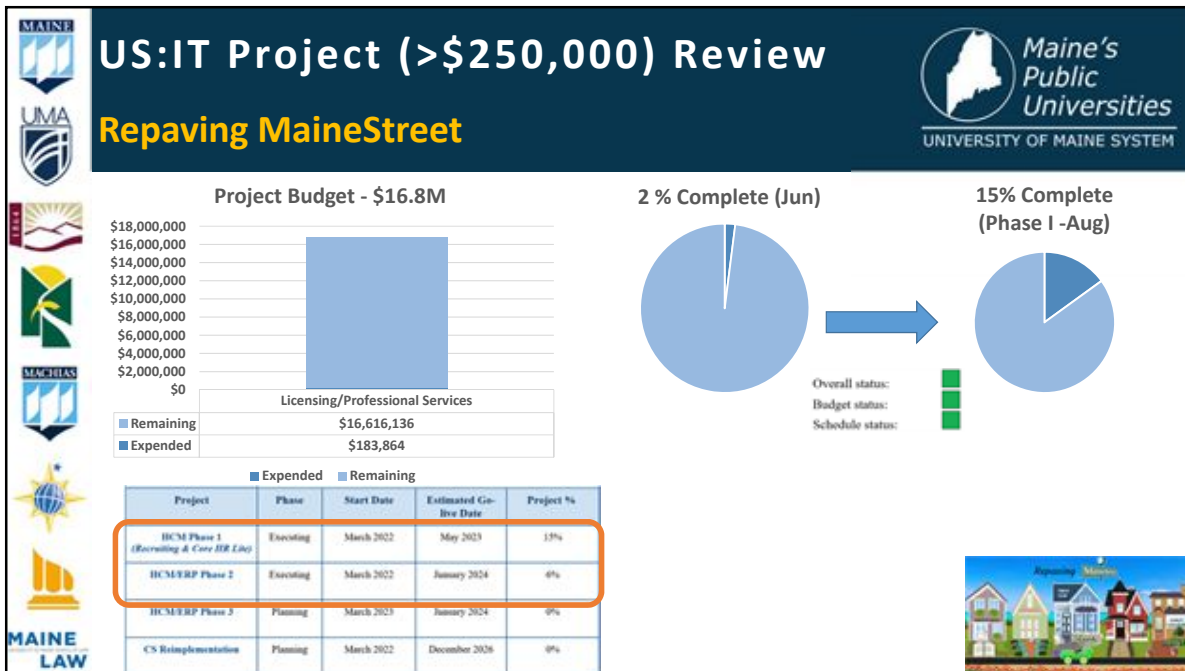 MAINE
US:IT Project (>$250,000) Review
Repaving MaineStreet
Maine's
Public
Universities
UNIVERSITY OF MAINE SYSTEM
UMA
1864
MACHIAS
MAINE
LAW
Project Budget - $16.8M
$18,000,000
$16,000,000
$14,000,000
$12,000,000
$10,000,000
$8,000,000
$6,000,000
$4,000,000
$2,000,000
$0
Licensing/Professional Services
Remaining $16,616,136
Expended $183,864
Expended Remaining
2 % Complete (Jun)
15% Complete
(Phase I -Aug)
Overall status:
Budget status:
Schedule status:
Project Phase Start Date Estimated Go-
live Date Project %
HCM Phase 1
(Recruiting & Core HR Lite) Executing March 2022 May 2023 15%
HCM/ERP Phase 2 Executing March 2022 January 2024 6%
HCM/ERP Phase 3 Planning March 2023 January 2024 0%
CS Reimplementation Planning March 2022 December 2026 0%
Repaving